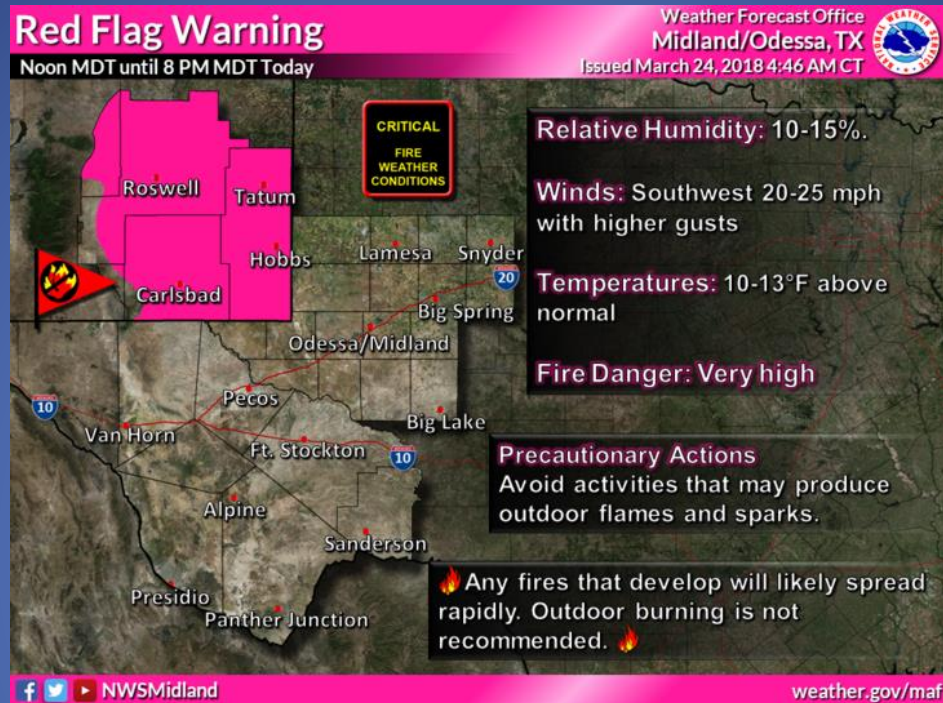 Red Flag Warning
Noon MDT until 8 PM MDT Today
Weather Forecast Office
Midland/Odessa, TX
Issued March 24, 2018 4:46 AM CT
NATIONAL WEATHER SERVICE
CRITICAL
FIRE
WEATHER
CONDITIONS
Roswell
Tatum
Hobbs
Carlsbad
Lamesa
Snyder
20
Big Spring
Odessa/Midland
Pecos
10
Van Horn
Big Lake
Ft. Stockton
10
Alpine
Sanderson
Presidio
Panther Junction
Relative Humidity: 10-15%.
Winds: Southwest 20-25 mph
with higher gusts
Temperatures: 10-13°F above
normal
Fire Danger: Very high
Precautionary Actions
Avoid activities that may produce
outdoor flames and sparks.
Any fires that develop will likely spread
rapidly. Outdoor burning is not
recommended.
NWSMidland
weather.gov/maf